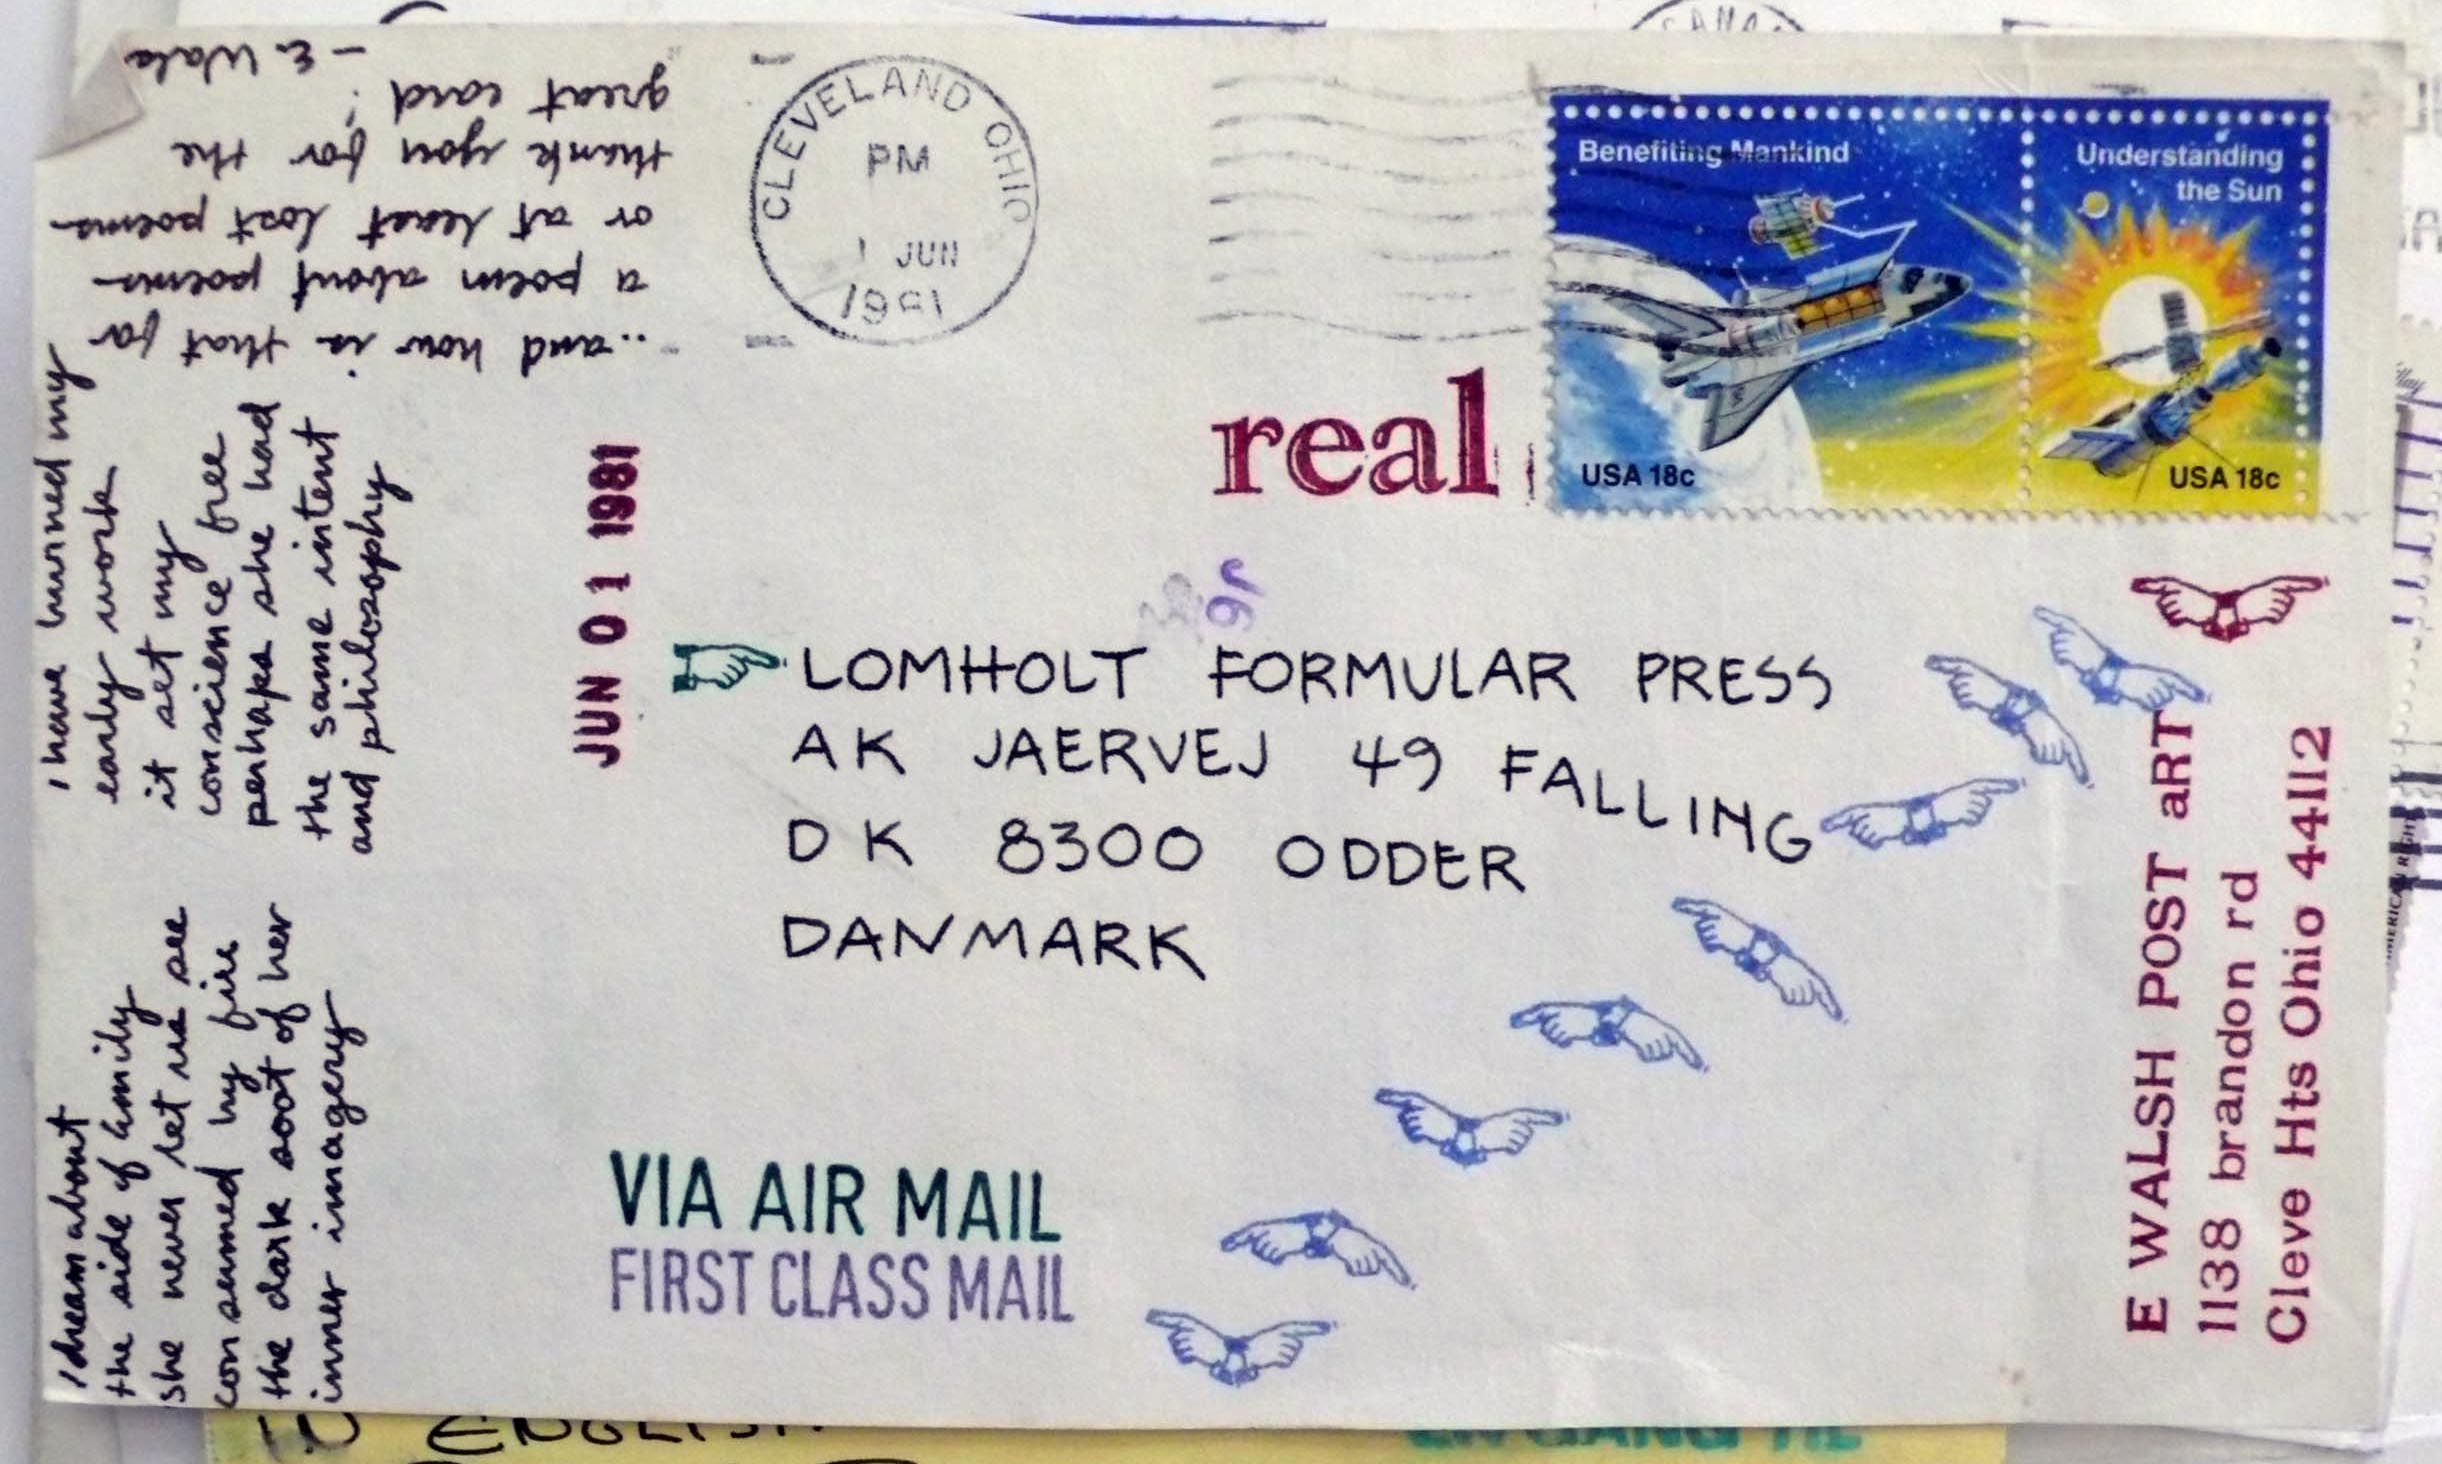 i dream about
the side of Emily
she never let us see
consumed by fire
the dark soot of her
inner imagery
i have burned my
early work
it set my
conscience free
perhaps she had
the same intent
and philosophy
...and how is that for
a poem about poems
or at least lost poems
thank you for the
great card!
CLEVELAND OHIO
PM
1 JUN
1981
JUN 01 1981
real
Benefiting Mankind
USA 18c
Understanding
the Sun
USA 18c
LOMHOLT FORMULAR PRESS
AK JAERVEJ 49 FALLING
DK 8300 ODDER
DANMARK
VIA AIR MAIL
FIRST CLASS MAIL
E WALSH POST aRT
1138 brandon rd
Cleve Hts Ohio 44112
ENGLISH